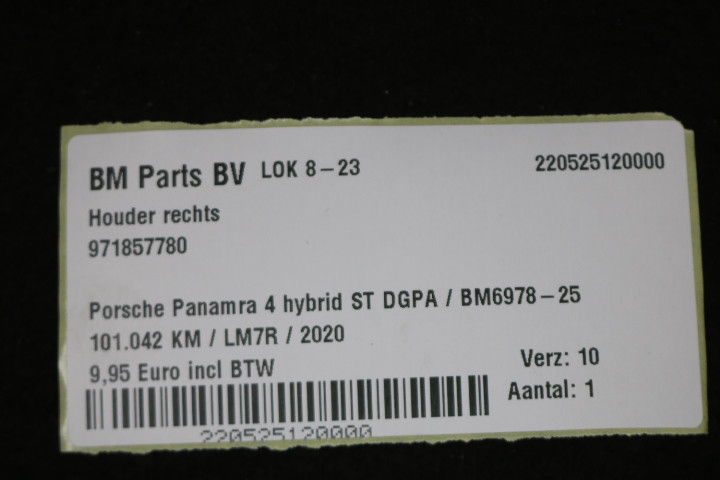 BM Parts BV LOK 8-23 220525120000
Houder rechts
971857780
Porsche Panamra 4 hybrid ST DGPA / BM6978-25
101.042 KM / LM7R / 2020
9,95 Euro incl BTW
Verz: 10
Aantal: 1
220525120000